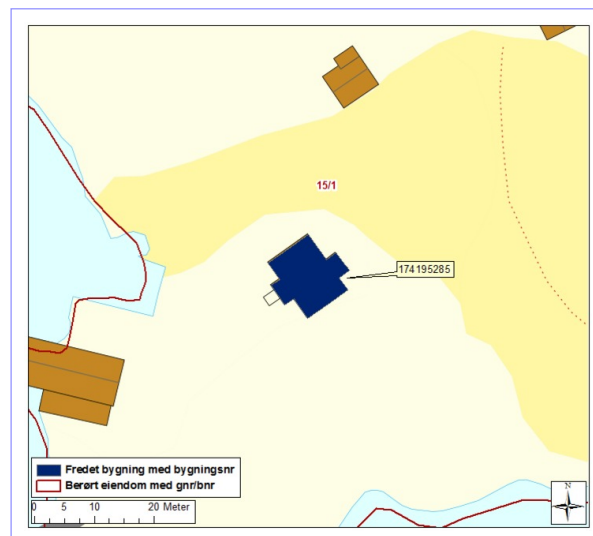 15/1
174195285
Fredet bygning med bygningsnr
Berørt eiendom med gnr/bnr
0 5 10 20 Meter
N